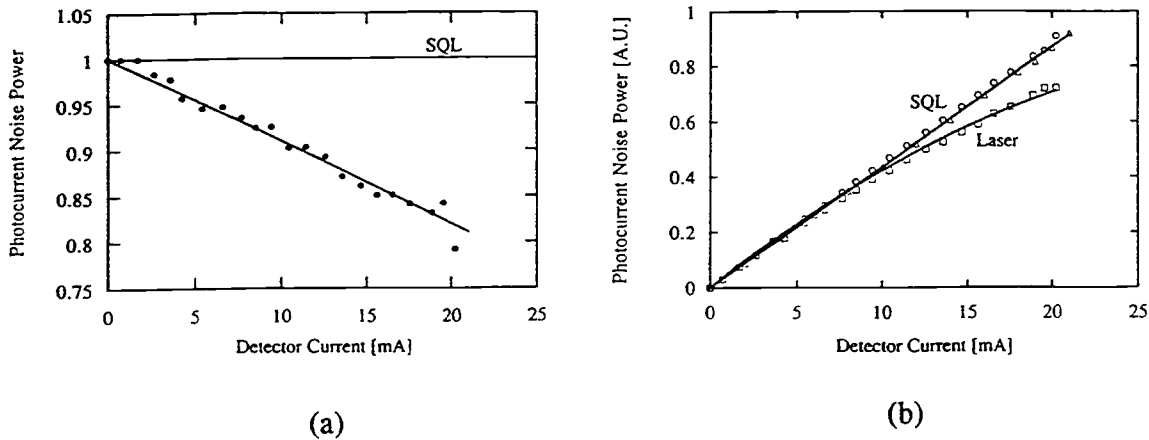 1.05
1
0.95
0.9
0.85
0.8
0.75
Photocurrent Noise Power
SQL
0
5
10
15
20
25
Detector Current [mA]
(a)
1
0.8
0.6
0.4
0.2
0
Photocurrent Noise Power [A.U.]
SQL
Laser
0
5
10
15
20
25
Detector Current [mA]
(b)